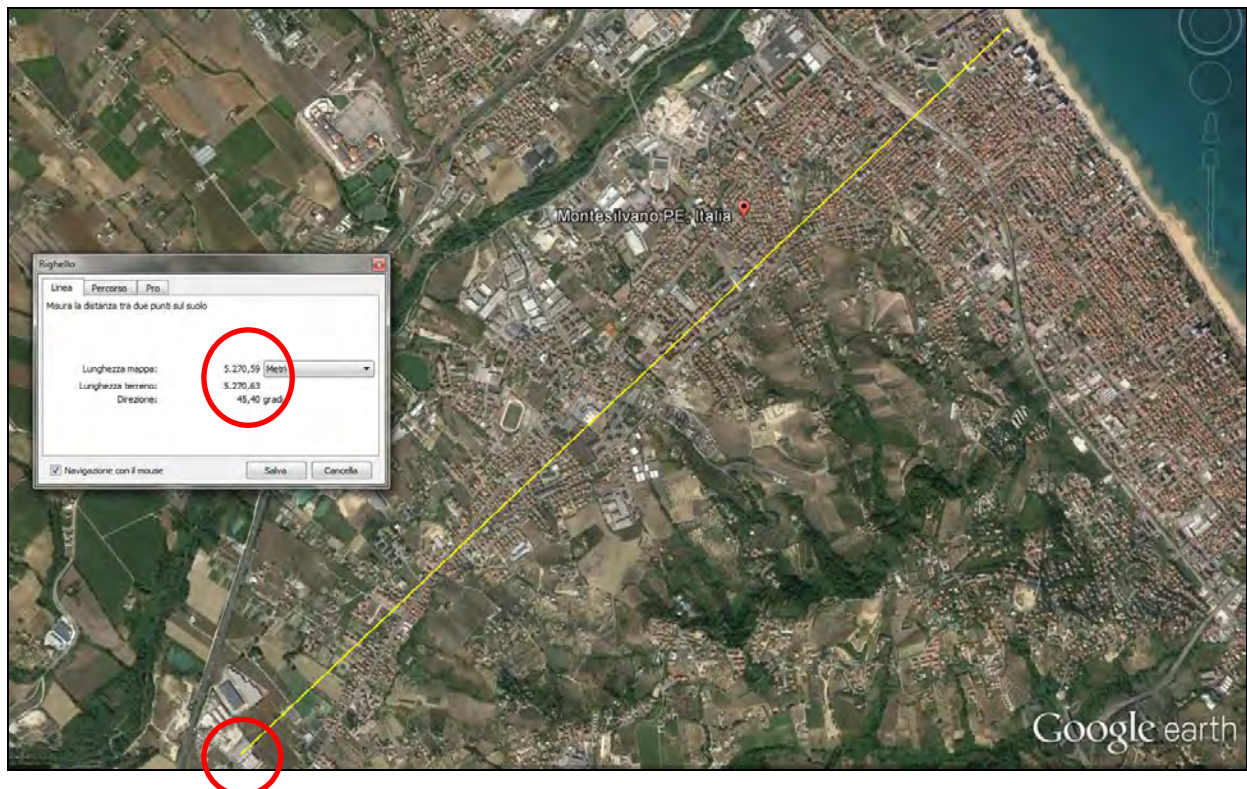 Montesilvano PE, Italia
Righello
Linea Percorso Pro
Misura la distanza tra due punti sul suolo
Lunghezza mappa: 5.270,59 Metri
Lunghezza terreno: 5.270,63
Direzione: 45,40 gradi
Navigazione con il mouse Salva Cancella
Google earth